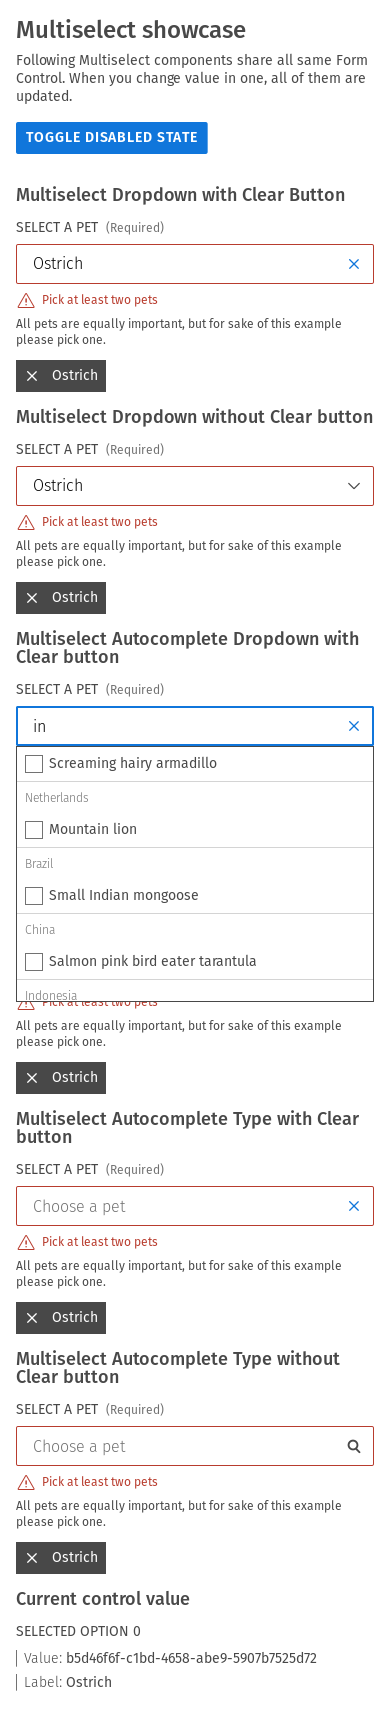 Multiselect showcase
Following Multiselect components share all same Form
Control. When you change value in one, all of them are
updated.
TOGGLE DISABLED STATE
Multiselect Dropdown with Clear Button
SELECT A PET (Required)
Ostrich
Pick at least two pets
All pets are equally important, but for sake of this example
please pick one.
Ostrich
Multiselect Dropdown without Clear button
SELECT A PET (Required)
Ostrich
Pick at least two pets
All pets are equally important, but for sake of this example
please pick one.
Ostrich
Multiselect Autocomplete Dropdown with
Clear button
SELECT A PET (Required)
in
Screaming hairy armadillo
Netherlands
Mountain lion
Brazil
Small Indian mongoose
China
Salmon pink bird eater tarantula
Indonesia
Pick at least two pets
All pets are equally important, but for sake of this example
please pick one.
Ostrich
Multiselect Autocomplete Type with Clear
button
SELECT A PET (Required)
Choose a pet
Pick at least two pets
All pets are equally important, but for sake of this example
please pick one.
Ostrich
Multiselect Autocomplete Type without
Clear button
SELECT A PET (Required)
Choose a pet
Pick at least two pets
All pets are equally important, but for sake of this example
please pick one.
Ostrich
Current control value
SELECTED OPTION 0
Value: b5d46f6f-c1bd-4658-abe9-5907b7525d72
Label: Ostrich